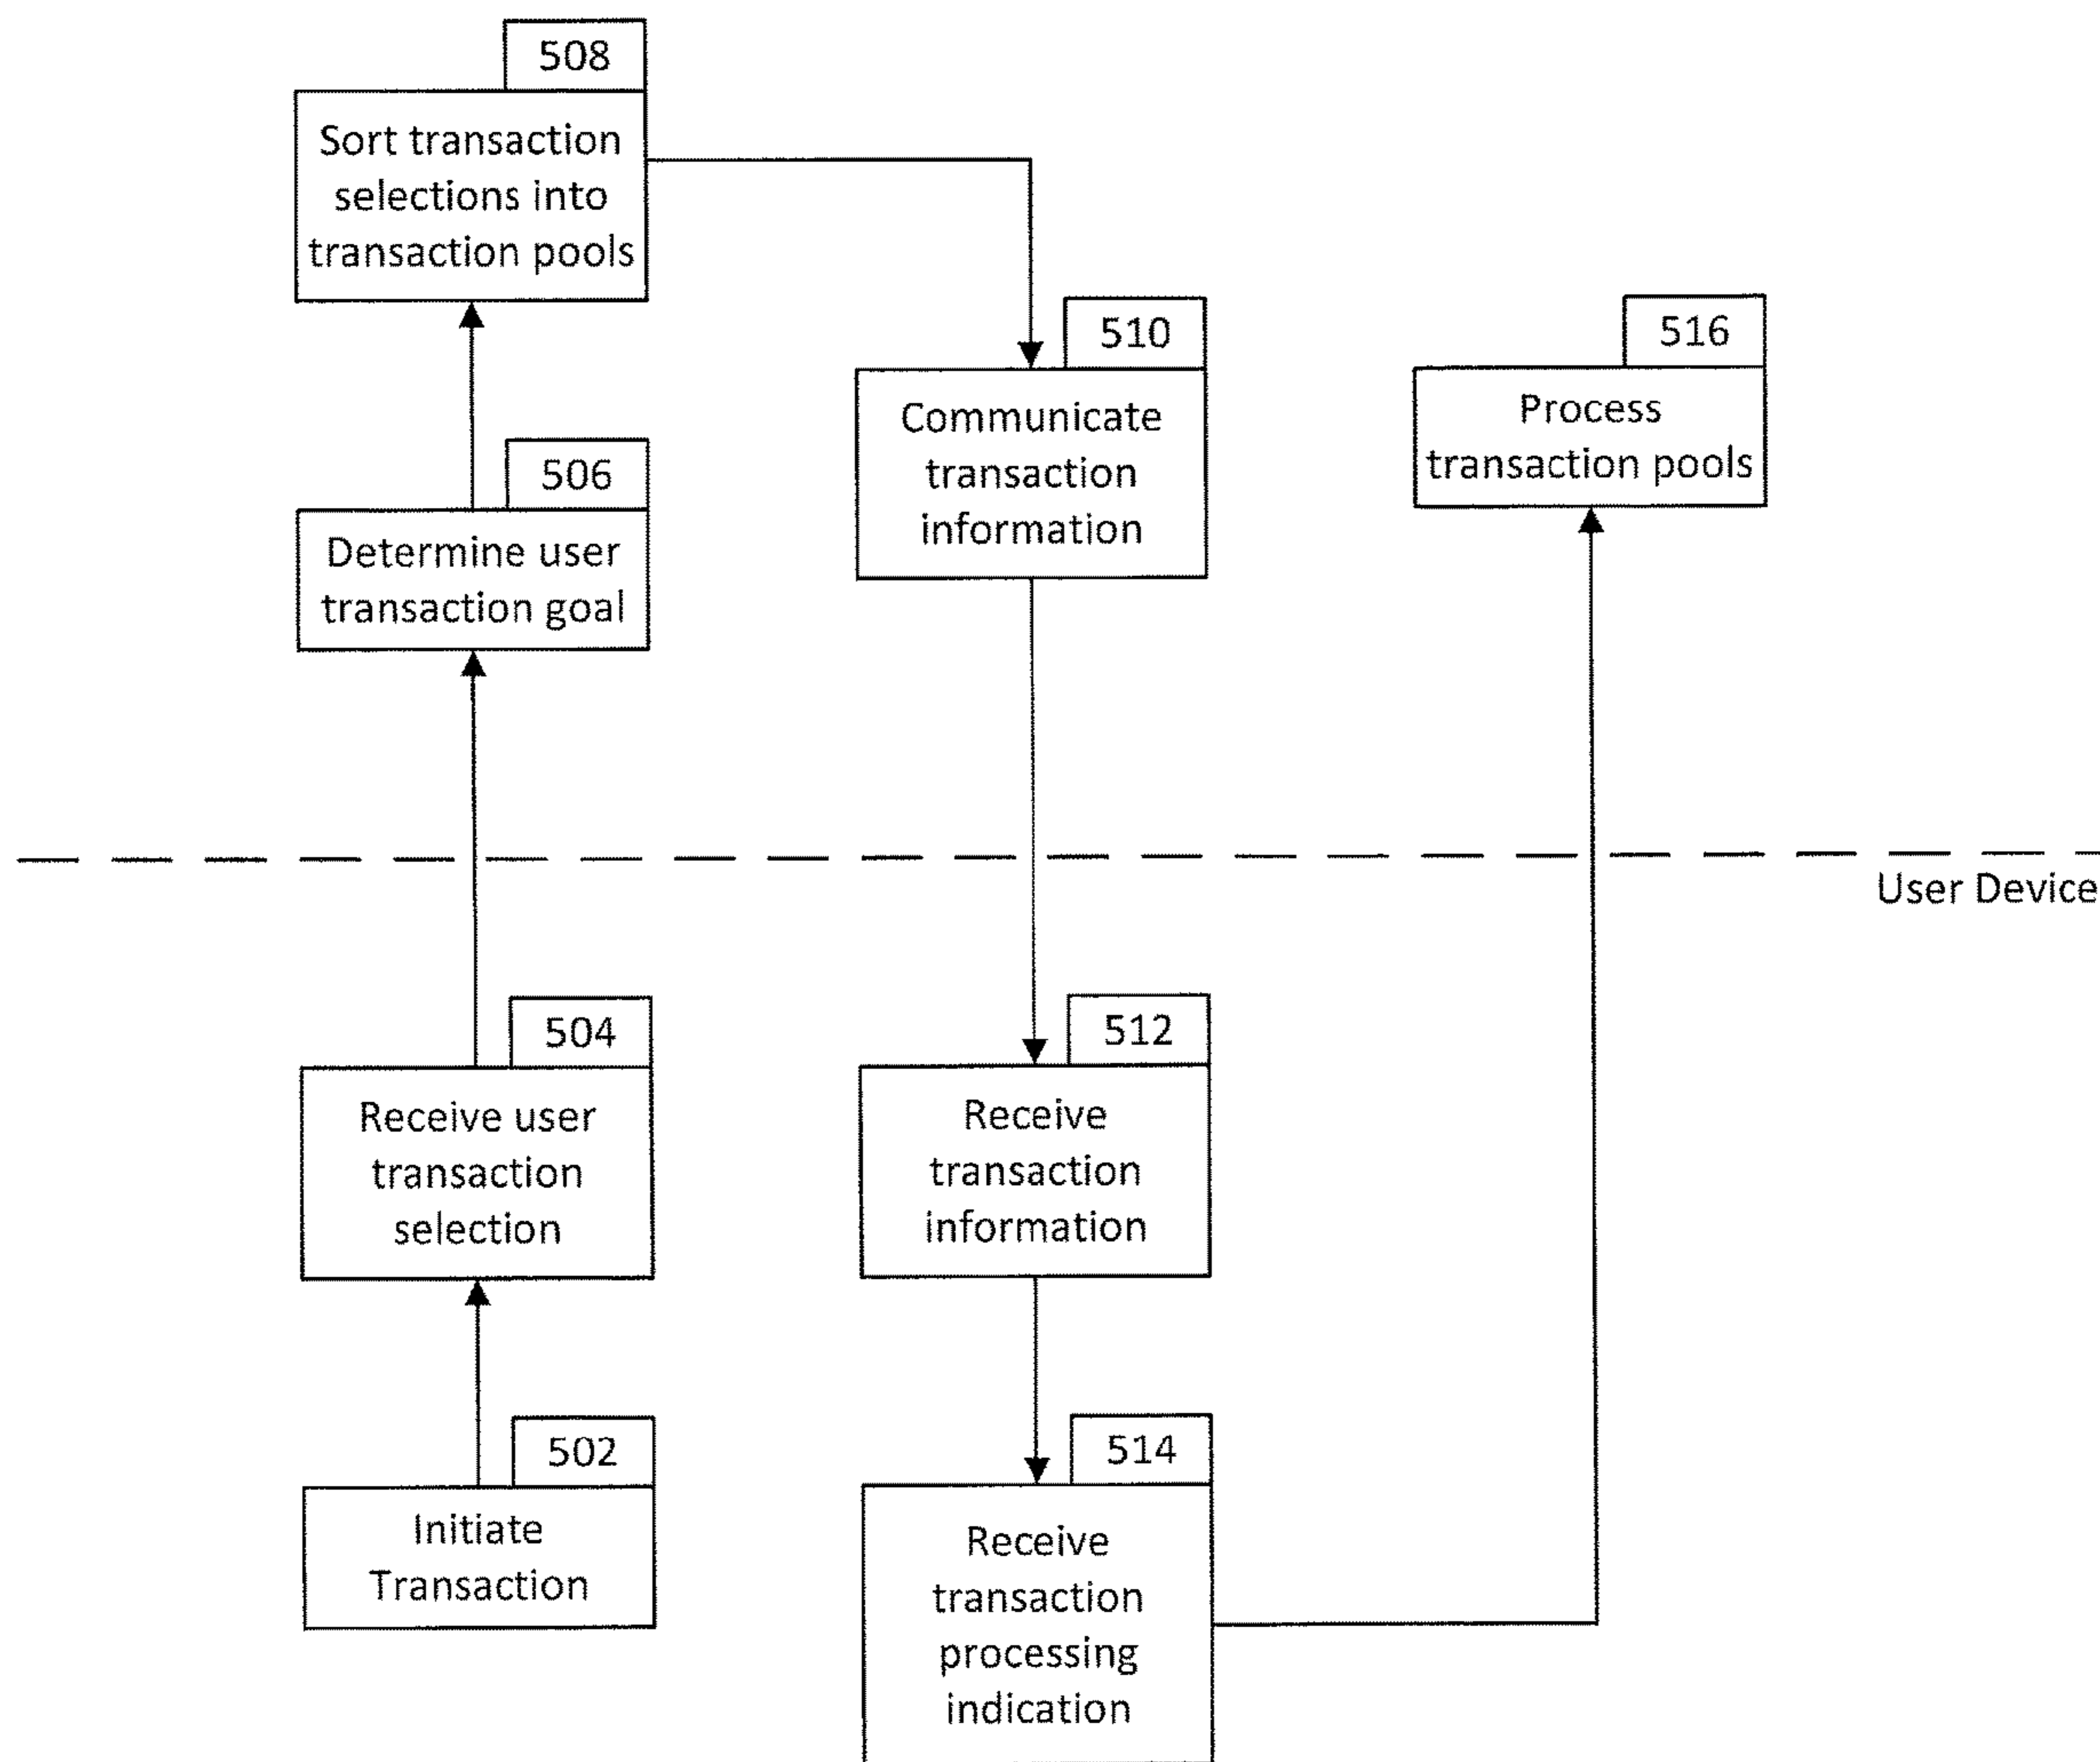 508
Sort transaction
selections into
transaction pools
510
516
Communicate
transaction
information
Process
transaction pools
506
Determine user
transaction goal
User Device
504
Receive user
transaction
selection
512
Receive
transaction
information
502
Initiate
Transaction
514
Receive
transaction
processing
indication